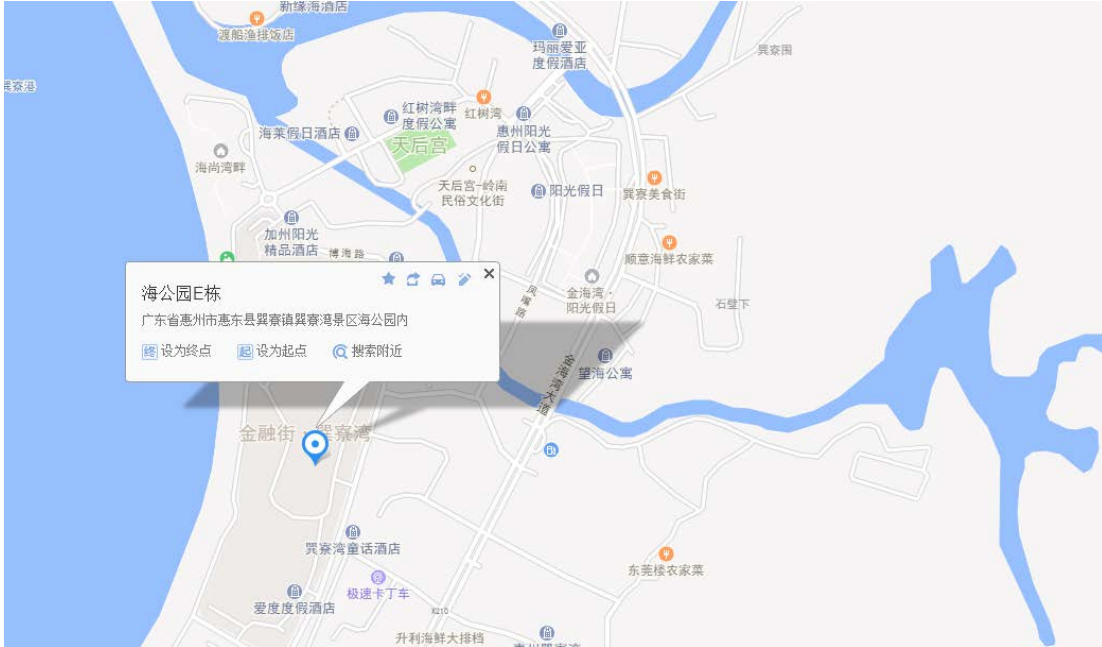 新缘海酒店
渡船渔排饭店
玛丽爱亚
度假酒店
巽寮围
巽寮港
红树湾畔
度假公寓
红树湾
惠州阳光
假日公寓
海莱假日酒店
天后宫
海尚湾畔
天后宫-岭南
民俗文化街
阳光假日
巽寮美食街
加州阳光
精品酒店
博海路
顺意海鲜农家菜
海公园E栋
广东省惠州市惠东县巽寮镇巽寮湾景区海公园内
终 设为终点
起 设为起点
搜索附近
凤嘴路
金海湾·
阳光假日
石壁下
望海公寓
金海湾大道
金融街·巽寮湾
巽寮湾童话酒店
极速卡丁车
爱度度假酒店
东莞楼农家菜
X210
升利海鲜大排档